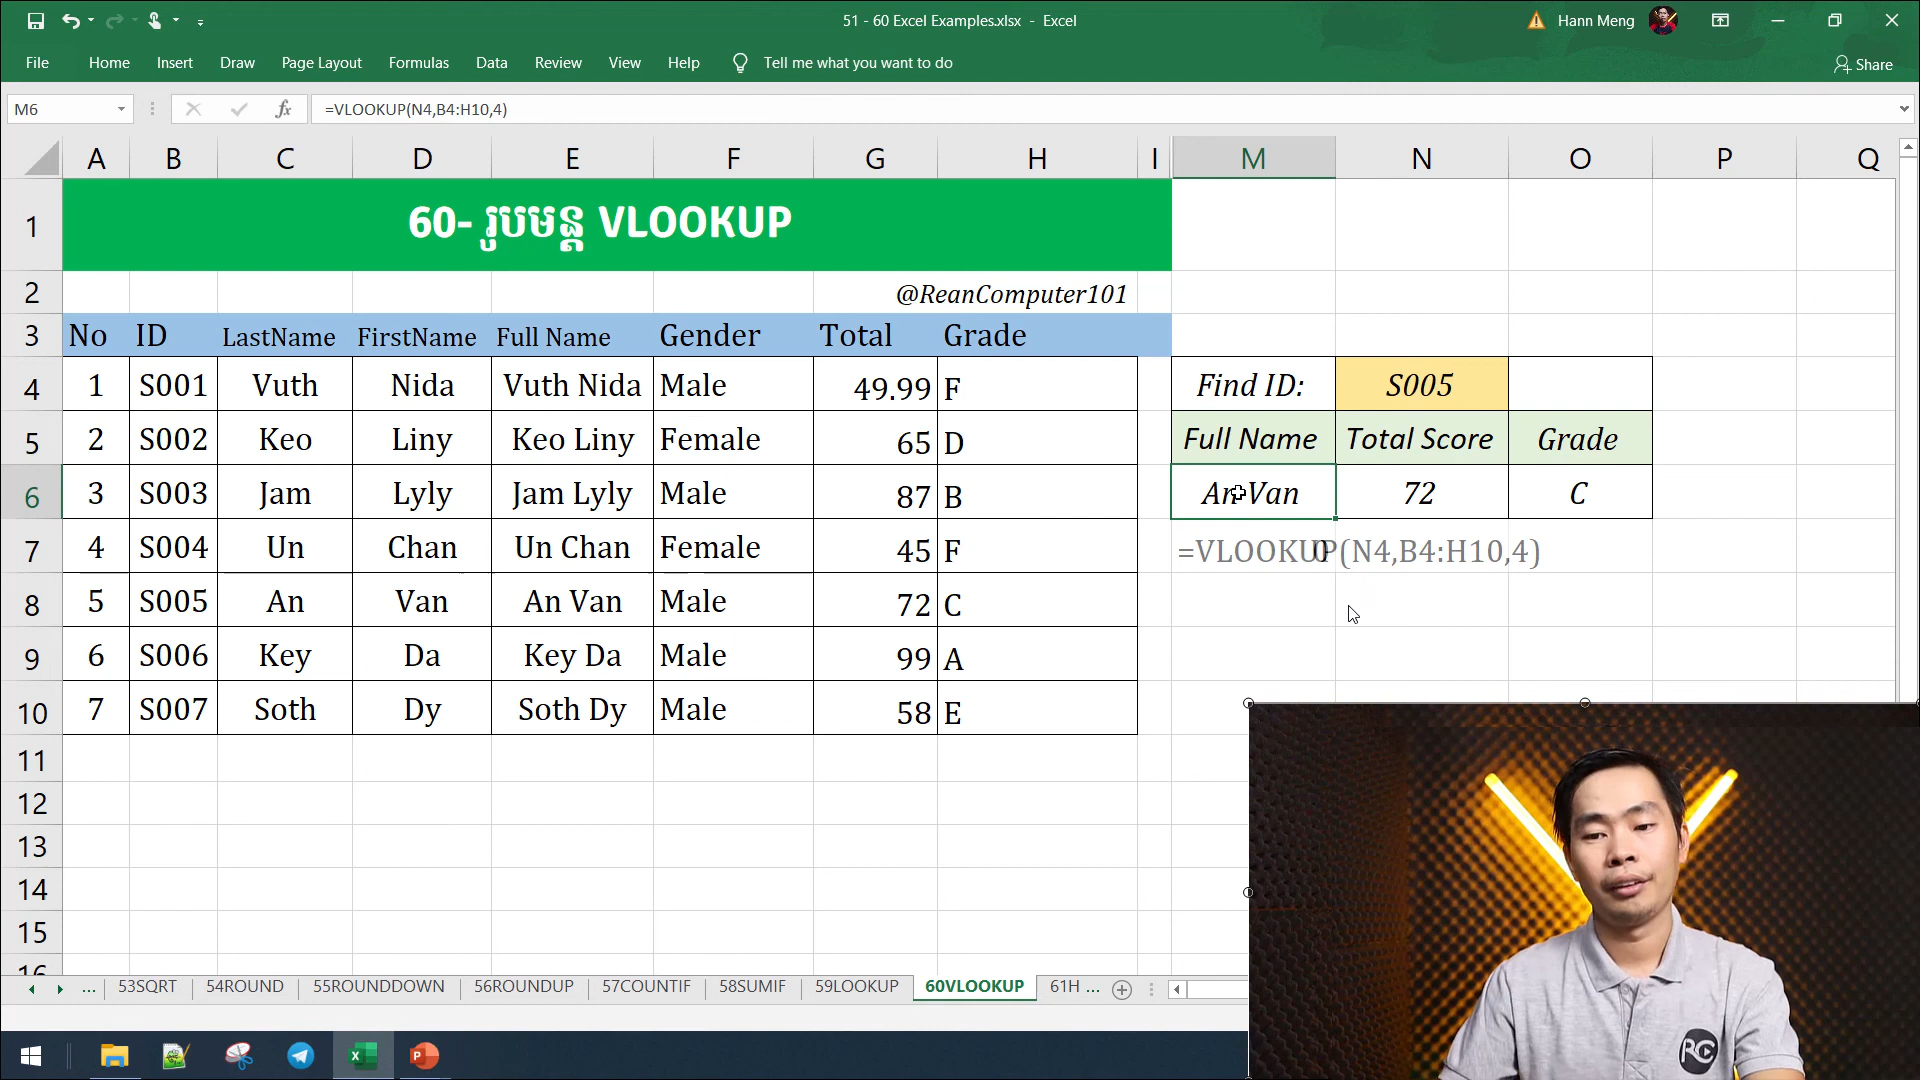 51 - 60 Excel Examples.xlsx - Excel
Hann Meng
File Home Insert Draw Page Layout Formulas Data Review View Help Tell me what you want to do Share
M6 fx =VLOOKUP(N4,B4:H10,4)
A B C D E F G H I M N O P Q
1 60- រូបមន្ត VLOOKUP
2 @ReanComputer101
3 No ID LastName FirstName Full Name Gender Total Grade
4 1 S001 Vuth Nida Vuth Nida Male 49.99 F Find ID: S005
5 2 S002 Keo Liny Keo Liny Female 65 D Full Name Total Score Grade
6 3 S003 Jam Lyly Jam Lyly Male 87 B An Van 72 C
7 4 S004 Un Chan Un Chan Female 45 F =VLOOKUP(N4,B4:H10,4)
8 5 S005 An Van An Van Male 72 C
9 6 S006 Key Da Key Da Male 99 A
10 7 S007 Soth Dy Soth Dy Male 58 E
11
12
13
14
15
16
... 53SQRT 54ROUND 55ROUNDDOWN 56ROUNDUP 57COUNTIF 58SUMIF 59LOOKUP 60VLOOKUP 61H ...
RC